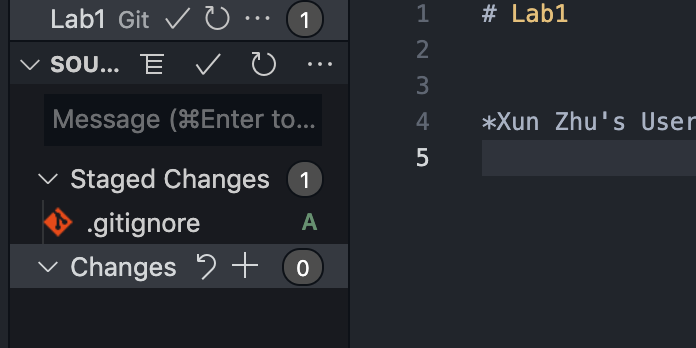 Lab1 Git ... 1
SOU... ...
Message (⌘Enter to...
Staged Changes 1
.gitignore A
Changes 0
1 # Lab1
2
3
4 *Xun Zhu's User
5